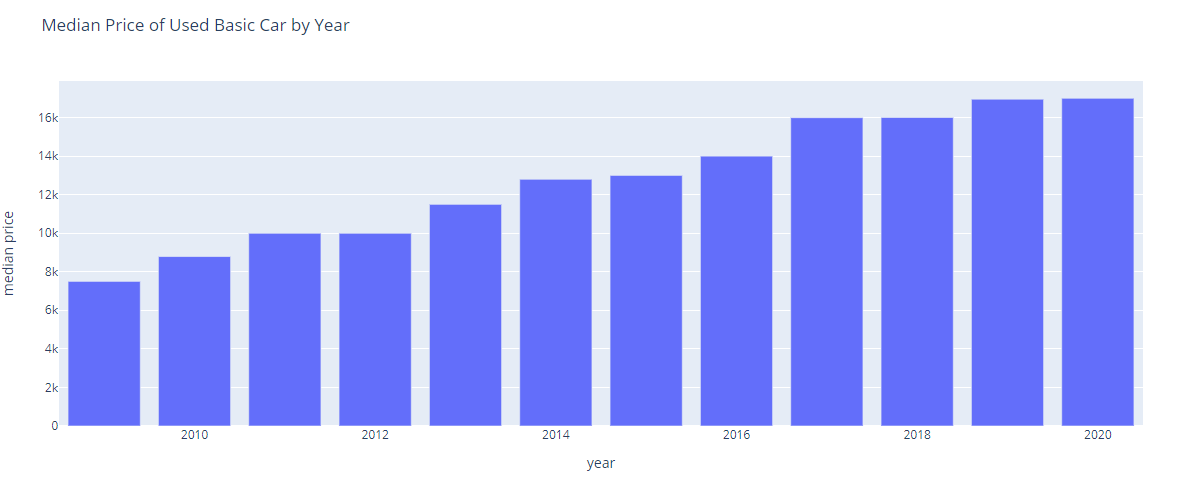 Median Price of Used Basic Car by Year
median price
16k
14k
12k
10k
8k
6k
4k
2k
0
2010 2012 2014 2016 2018 2020
year